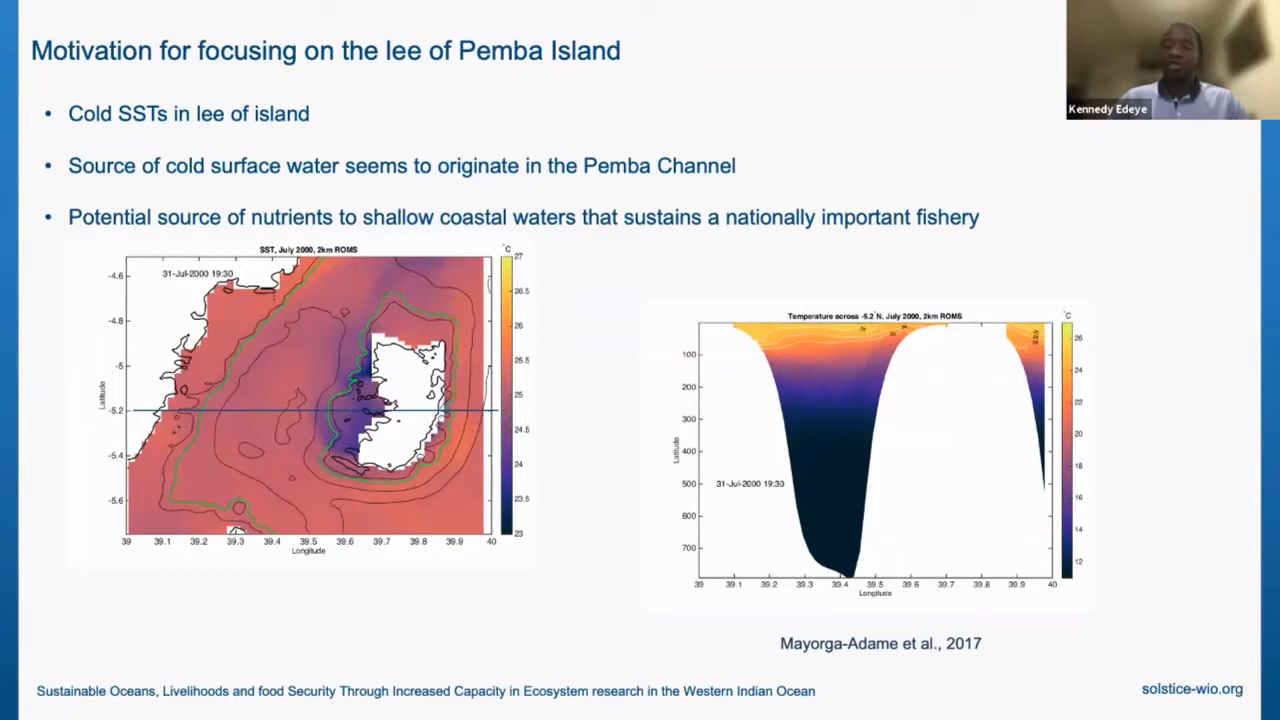 Motivation for focusing on the lee of Pemba Island
Kennedy Edeye
• Cold SSTs in lee of island
• Source of cold surface water seems to originate in the Pemba Channel
• Potential source of nutrients to shallow coastal waters that sustains a nationally important fishery
SST, July 2000, 2km ROMS
°C
31-Jul-2000 19:30
-4.6
-4.8
-5
-5.2
-5.4
-5.6
Latitude
39 39.1 39.2 39.3 39.4 39.5 39.6 39.7 39.8 39.9 40
Longitude
27
26.5
26
25.5
25
24.5
24
23.5
23
Temperature across -5.2°N, July 2000, 2km ROMS
°C
100
200
300
400
500
600
700
Latitude
31-Jul-2000 19:30
39 39.1 39.2 39.3 39.4 39.5 39.6 39.7 39.8 39.9 40
Longitude
26
24
22
20
18
16
14
12
Mayorga-Adame et al., 2017
Sustainable Oceans, Livelihoods and food Security Through Increased Capacity in Ecosystem research in the Western Indian Ocean
solstice-wio.org